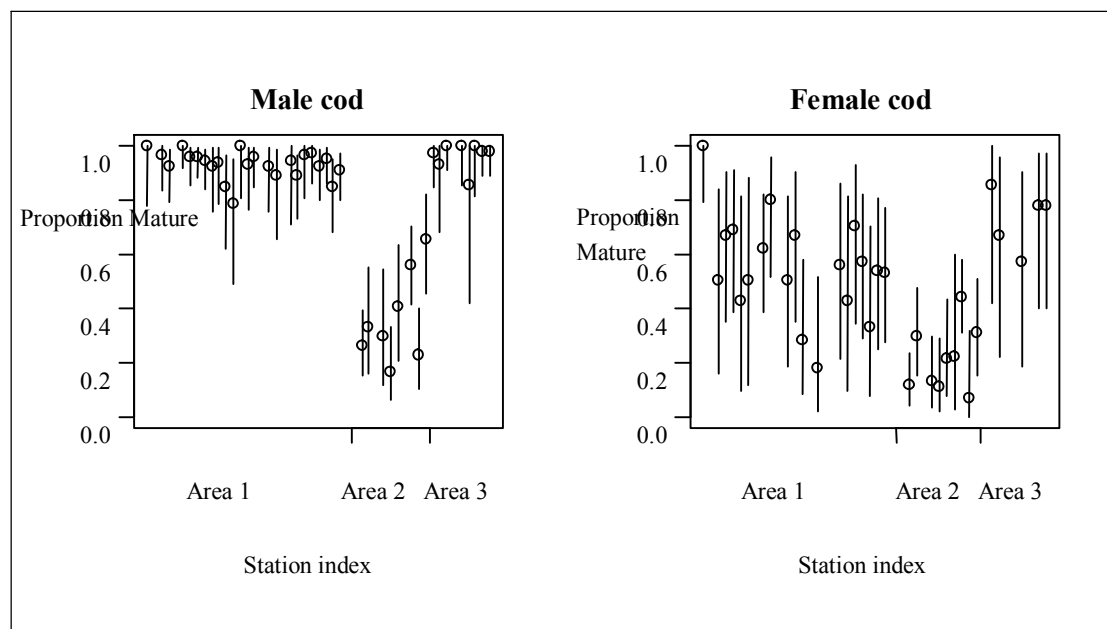 Male cod
1.0
Proportion Mature
0.8
0.6
0.4
0.2
0.0
Area 1 Area 2 Area 3
Station index
Female cod
1.0
Proportion
0.8
Mature
0.6
0.4
0.2
0.0
Area 1 Area 2 Area 3
Station index